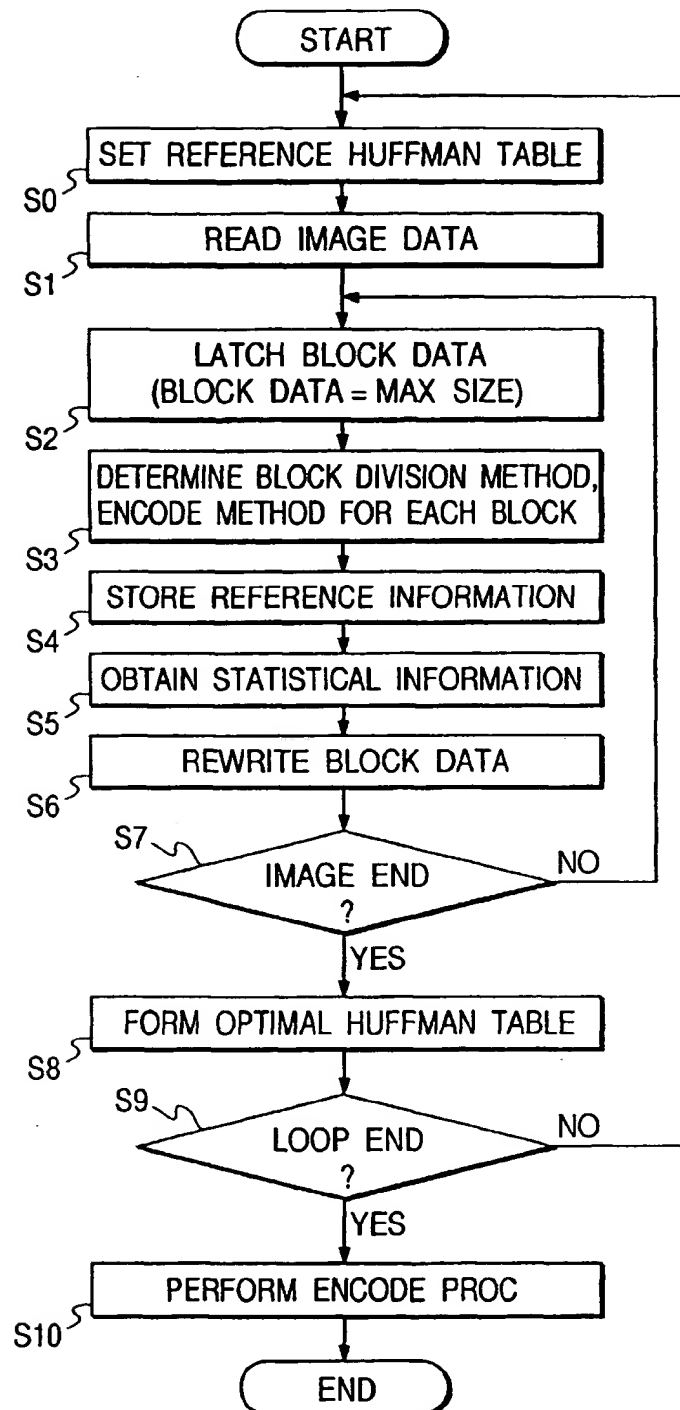 START
SET REFERENCE HUFFMAN TABLE
S0
READ IMAGE DATA
S1
LATCH BLOCK DATA
(BLOCK DATA = MAX SIZE)
S2
DETERMINE BLOCK DIVISION METHOD,
ENCODE METHOD FOR EACH BLOCK
S3
STORE REFERENCE INFORMATION
S4
OBTAIN STATISTICAL INFORMATION
S5
REWRITE BLOCK DATA
S6
S7
IMAGE END
?
NO
YES
FORM OPTIMAL HUFFMAN TABLE
S8
S9
LOOP END
?
NO
YES
PERFORM ENCODE PROC
S10
END